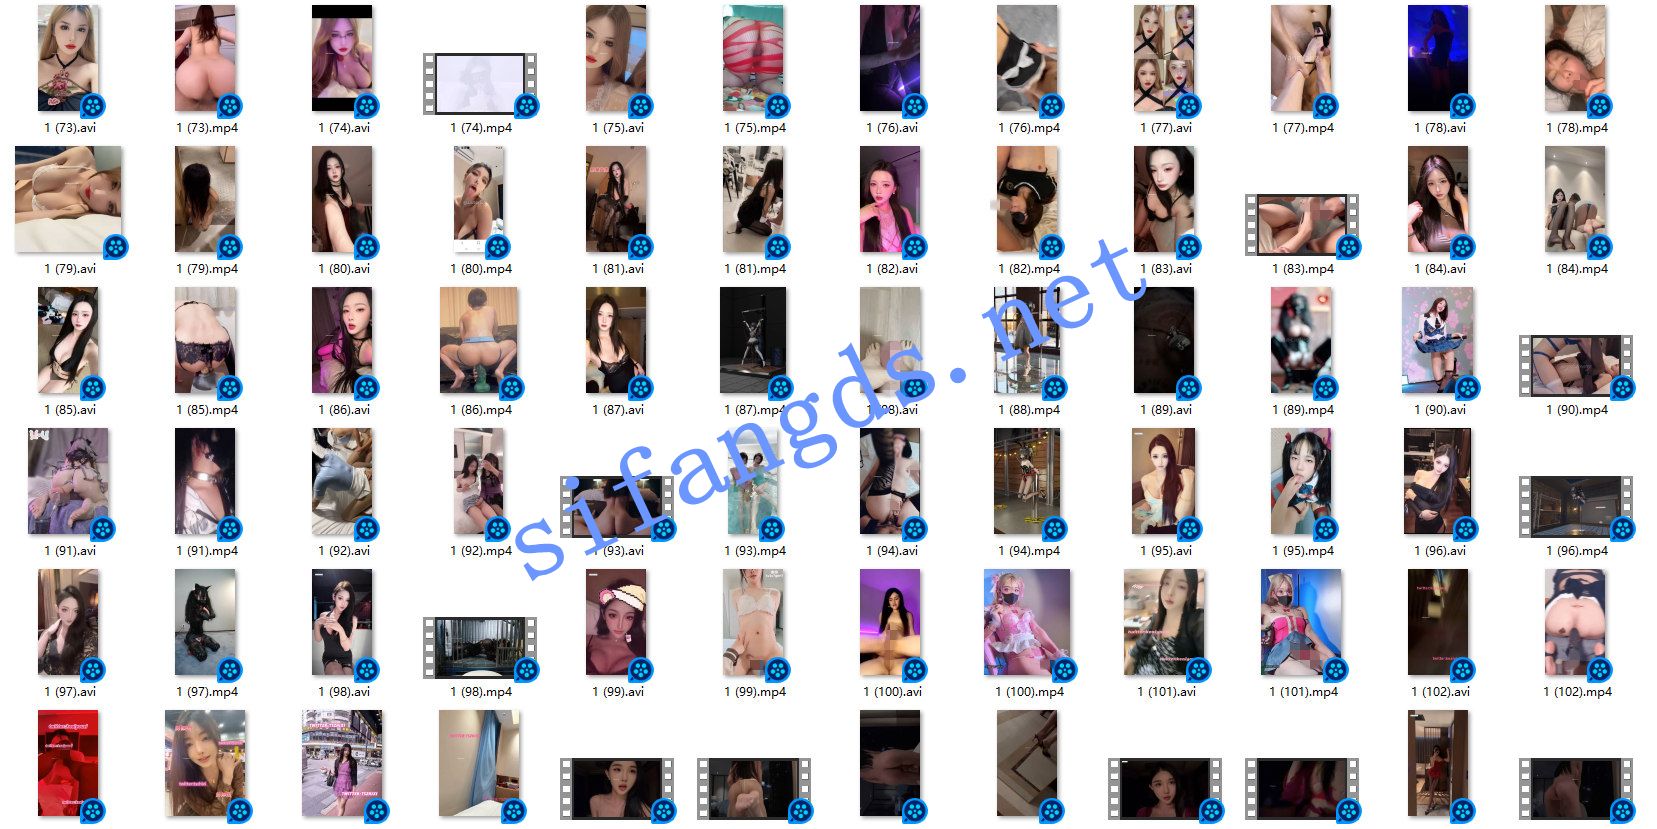 1 (73).avi 1 (73).mp4 1 (74).avi 1 (74).mp4 1 (75).avi 1 (75).mp4 1 (76).avi 1 (76).mp4 1 (77).avi 1 (77).mp4 1 (78).avi 1 (78).mp4
1 (79).avi 1 (79).mp4 1 (80).avi 1 (80).mp4 1 (81).avi 1 (81).mp4 1 (82).avi 1 (82).mp4 1 (83).avi 1 (83).mp4 1 (84).avi 1 (84).mp4
1 (85).avi 1 (85).mp4 1 (86).avi 1 (86).mp4 1 (87).avi 1 (87).mp4 1 (88).avi 1 (88).mp4 1 (89).avi 1 (89).mp4 1 (90).avi 1 (90).mp4
sifangds.net
1 (91).avi 1 (91).mp4 1 (92).avi 1 (92).mp4 1 (93).avi 1 (93).mp4 1 (94).avi 1 (94).mp4 1 (95).avi 1 (95).mp4 1 (96).avi 1 (96).mp4
1 (97).avi 1 (97).mp4 1 (98).avi 1 (98).mp4 1 (99).avi 1 (99).mp4 1 (100).avi 1 (100).mp4 1 (101).avi 1 (101).mp4 1 (102).avi 1 (102).mp4